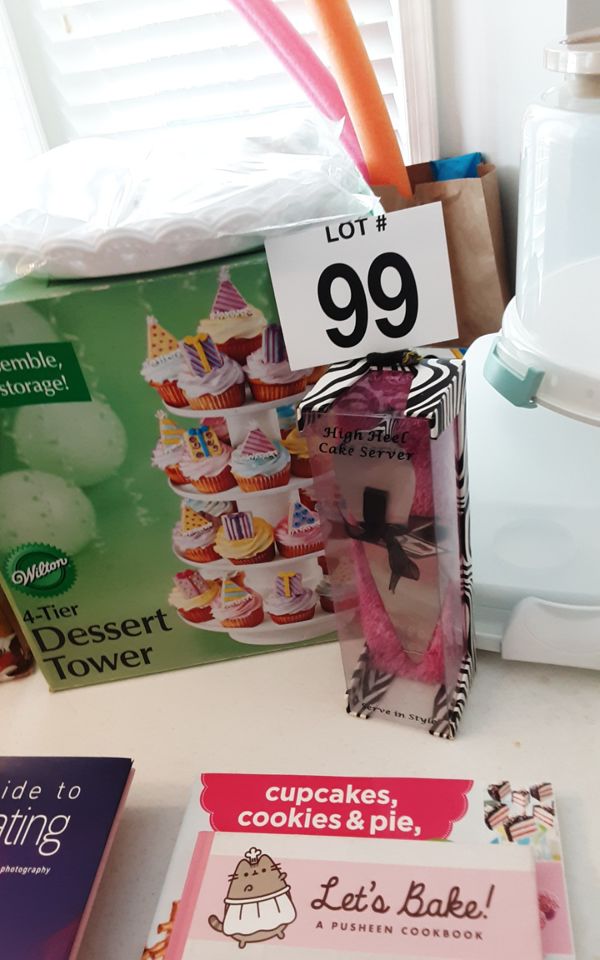 LOT #
99
emble,
storage!
High Heel
Cake Server
Wilton
4-Tier
Dessert
Tower
Serve in Style
ide to
ating
photography
cupcakes,
cookies & pie,
Let's Bake!
A PUSHEEN COOKBOOK